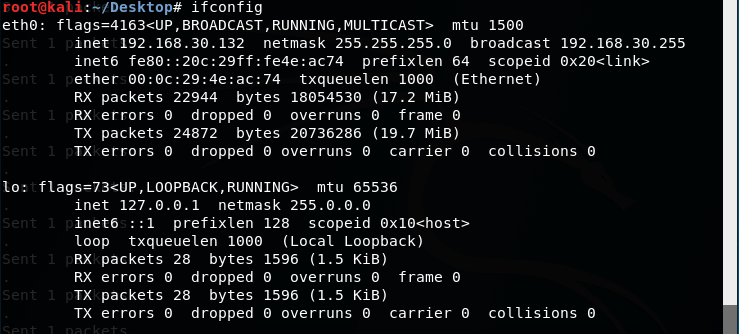 root@kali:~/Desktop# ifconfig
eth0: flags=4163<UP,BROADCAST,RUNNING,MULTICAST>  mtu 1500
        inet 192.168.30.132  netmask 255.255.255.0  broadcast 192.168.30.255
        inet6 fe80::20c:29ff:fe4e:ac74  prefixlen 64  scopeid 0x20<link>
        ether 00:0c:29:4e:ac:74  txqueuelen 1000  (Ethernet)
        RX packets 22944  bytes 18054530 (17.2 MiB)
        RX errors 0  dropped 0  overruns 0  frame 0
        TX packets 24872  bytes 20736286 (19.7 MiB)
        TX errors 0  dropped 0 overruns 0  carrier 0  collisions 0

lo: flags=73<UP,LOOPBACK,RUNNING>  mtu 65536
        inet 127.0.0.1  netmask 255.0.0.0
        inet6 ::1  prefixlen 128  scopeid 0x10<host>
        loop  txqueuelen 1000  (Local Loopback)
        RX packets 28  bytes 1596 (1.5 KiB)
        RX errors 0  dropped 0  overruns 0  frame 0
        TX packets 28  bytes 1596 (1.5 KiB)
        TX errors 0  dropped 0 overruns 0  carrier 0  collisions 0
Sent 1 packets